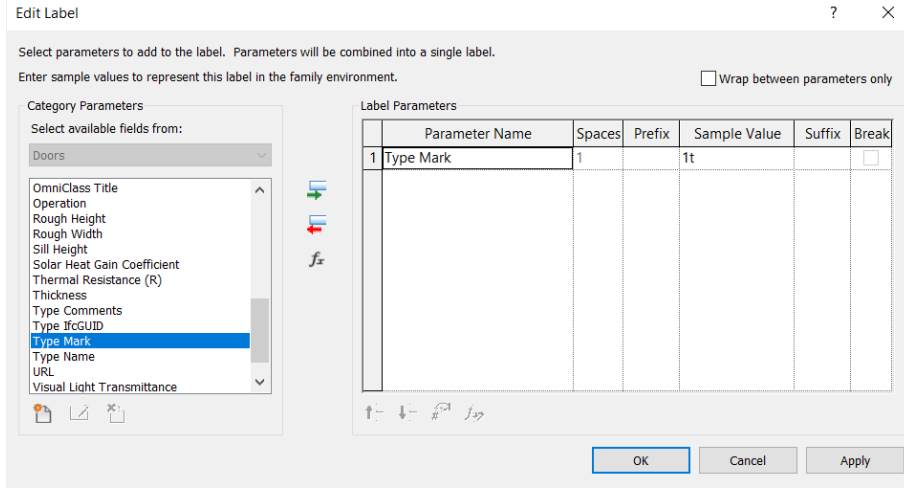 Edit Label ? ✕
Select parameters to add to the label. Parameters will be combined into a single label.
Enter sample values to represent this label in the family environment.
Wrap between parameters only
Category Parameters
Select available fields from:
Doors
OmniClass Title
Operation
Rough Height
Rough Width
Sill Height
Solar Heat Gain Coefficient
Thermal Resistance (R)
Thickness
Type Comments
Type IfcGUID
Type Mark
Type Name
URL
Visual Light Transmittance
fx
Label Parameters
Parameter Name Spaces Prefix Sample Value Suffix Break
1 Type Mark 1 1t
OK Cancel Apply